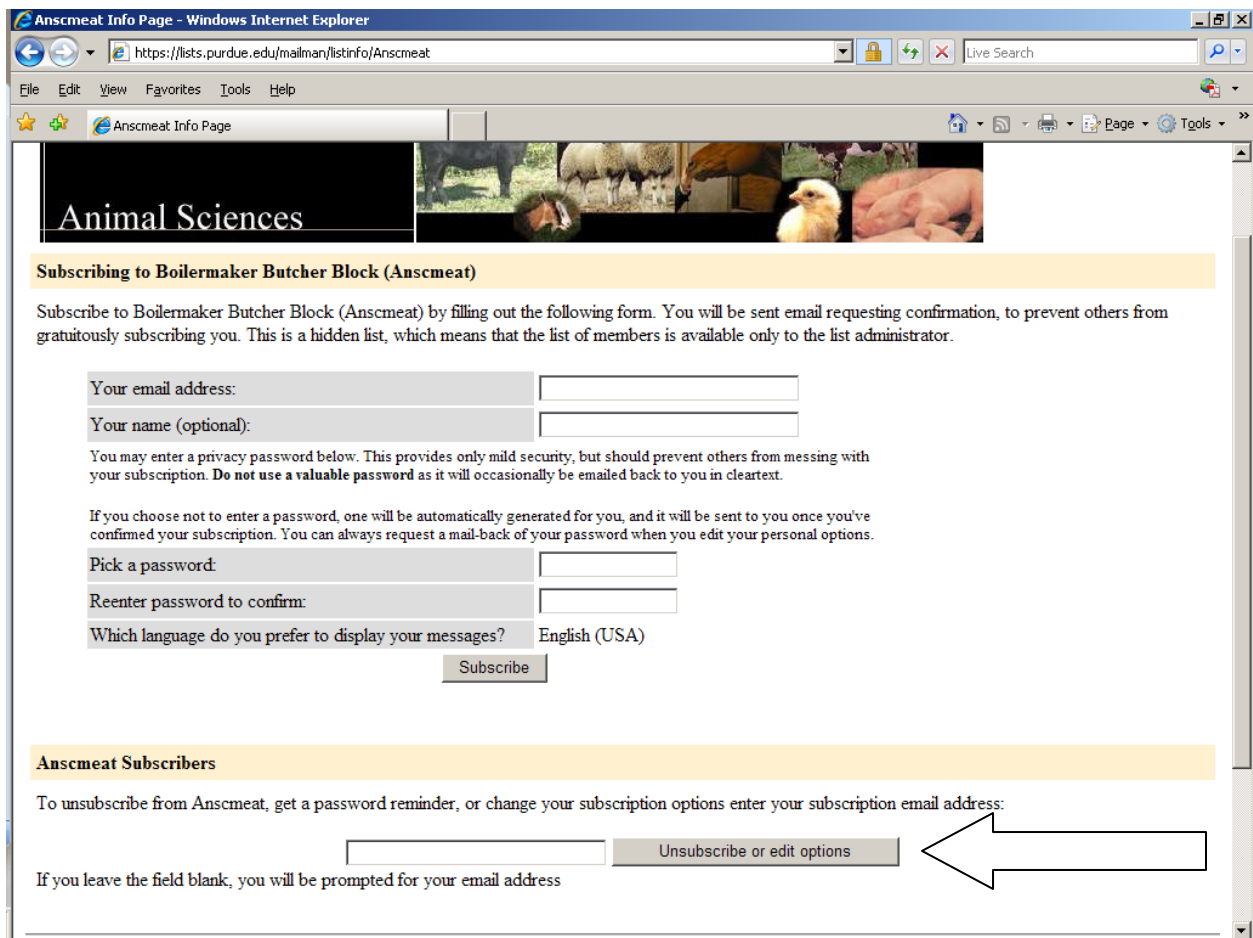 Anscmeat Info Page - Windows Internet Explorer
https://lists.purdue.edu/mailman/listinfo/Anscmeat
Live Search
File Edit View Favorites Tools Help
Anscmeat Info Page
Page Tools
Animal Sciences
Subscribing to Boilermaker Butcher Block (Anscmeat)
Subscribe to Boilermaker Butcher Block (Anscmeat) by filling out the following form. You will be sent email requesting confirmation, to prevent others from
gratuitously subscribing you. This is a hidden list, which means that the list of members is available only to the list administrator.
Your email address:
Your name (optional):
You may enter a privacy password below. This provides only mild security, but should prevent others from messing with
your subscription. Do not use a valuable password as it will occasionally be emailed back to you in cleartext.
If you choose not to enter a password, one will be automatically generated for you, and it will be sent to you once you've
confirmed your subscription. You can always request a mail-back of your password when you edit your personal options.
Pick a password:
Reenter password to confirm:
Which language do you prefer to display your messages? English (USA)
Subscribe
Anscmeat Subscribers
To unsubscribe from Anscmeat, get a password reminder, or change your subscription options enter your subscription email address:
Unsubscribe or edit options
If you leave the field blank, you will be prompted for your email address